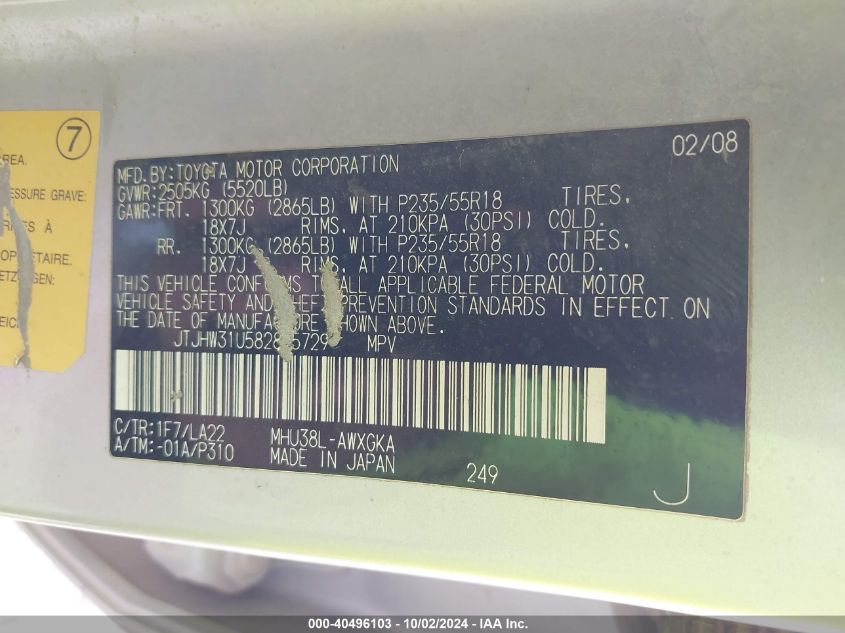 7
REA.
ESSURE GRAVE:
RIES À
OPRIÉTAIRE.
ETZUNGEN:
EICH
02/08
MFD.BY:TOYOTA MOTOR CORPORATION
GVWR:2505KG (5520LB)
GAWR:FRT. 1300KG (2865LB) WITH P235/55R18 TIRES,
18X7J RIMS, AT 210KPA (30PSI) COLD.
RR. 1300KG (2865LB) WITH P235/55R18 TIRES,
18X7J RIMS, AT 210KPA (30PSI) COLD.
THIS VEHICLE CONFORMS TO ALL APPLICABLE FEDERAL MOTOR
VEHICLE SAFETY AND THEFT PREVENTION STANDARDS IN EFFECT ON
THE DATE OF MANUFACTURE SHOWN ABOVE.
MPV
C/TR:1F7/LA22 MHU38L-AWXGKA
A/TM:-01A/P310 MADE IN JAPAN
249
J
000-40496103 - 10/02/2024 - IAA Inc.